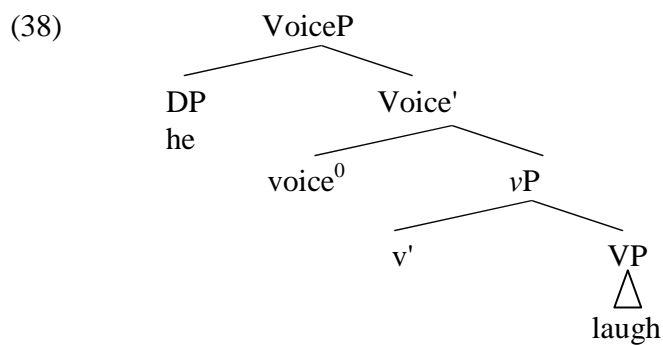 (38) VoiceP
DP Voice'
he
voice⁰ vP
v' VP
laugh